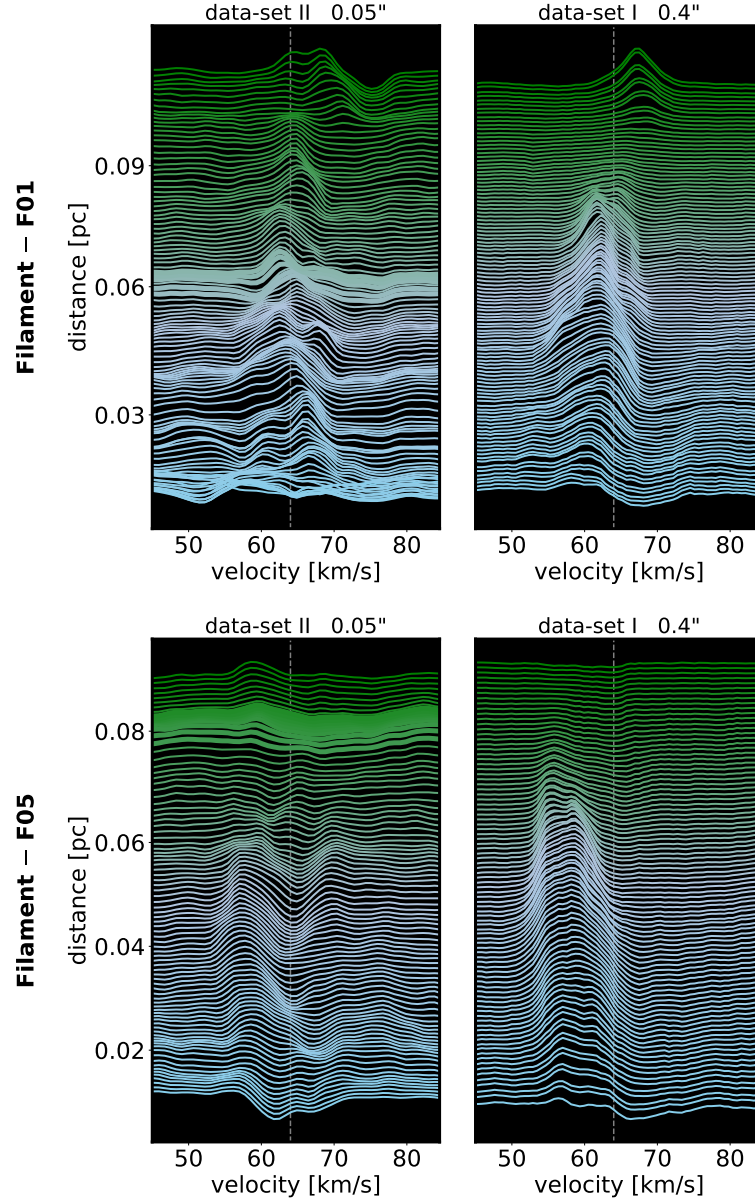 data-set II 0.05"
data-set I 0.4"
Filament − F01
distance [pc]
0.09
0.06
0.03
50 60 70 80
50 60 70 80
velocity [km/s]
velocity [km/s]
data-set II 0.05"
data-set I 0.4"
Filament − F05
distance [pc]
0.08
0.06
0.04
0.02
50 60 70 80
50 60 70 80
velocity [km/s]
velocity [km/s]